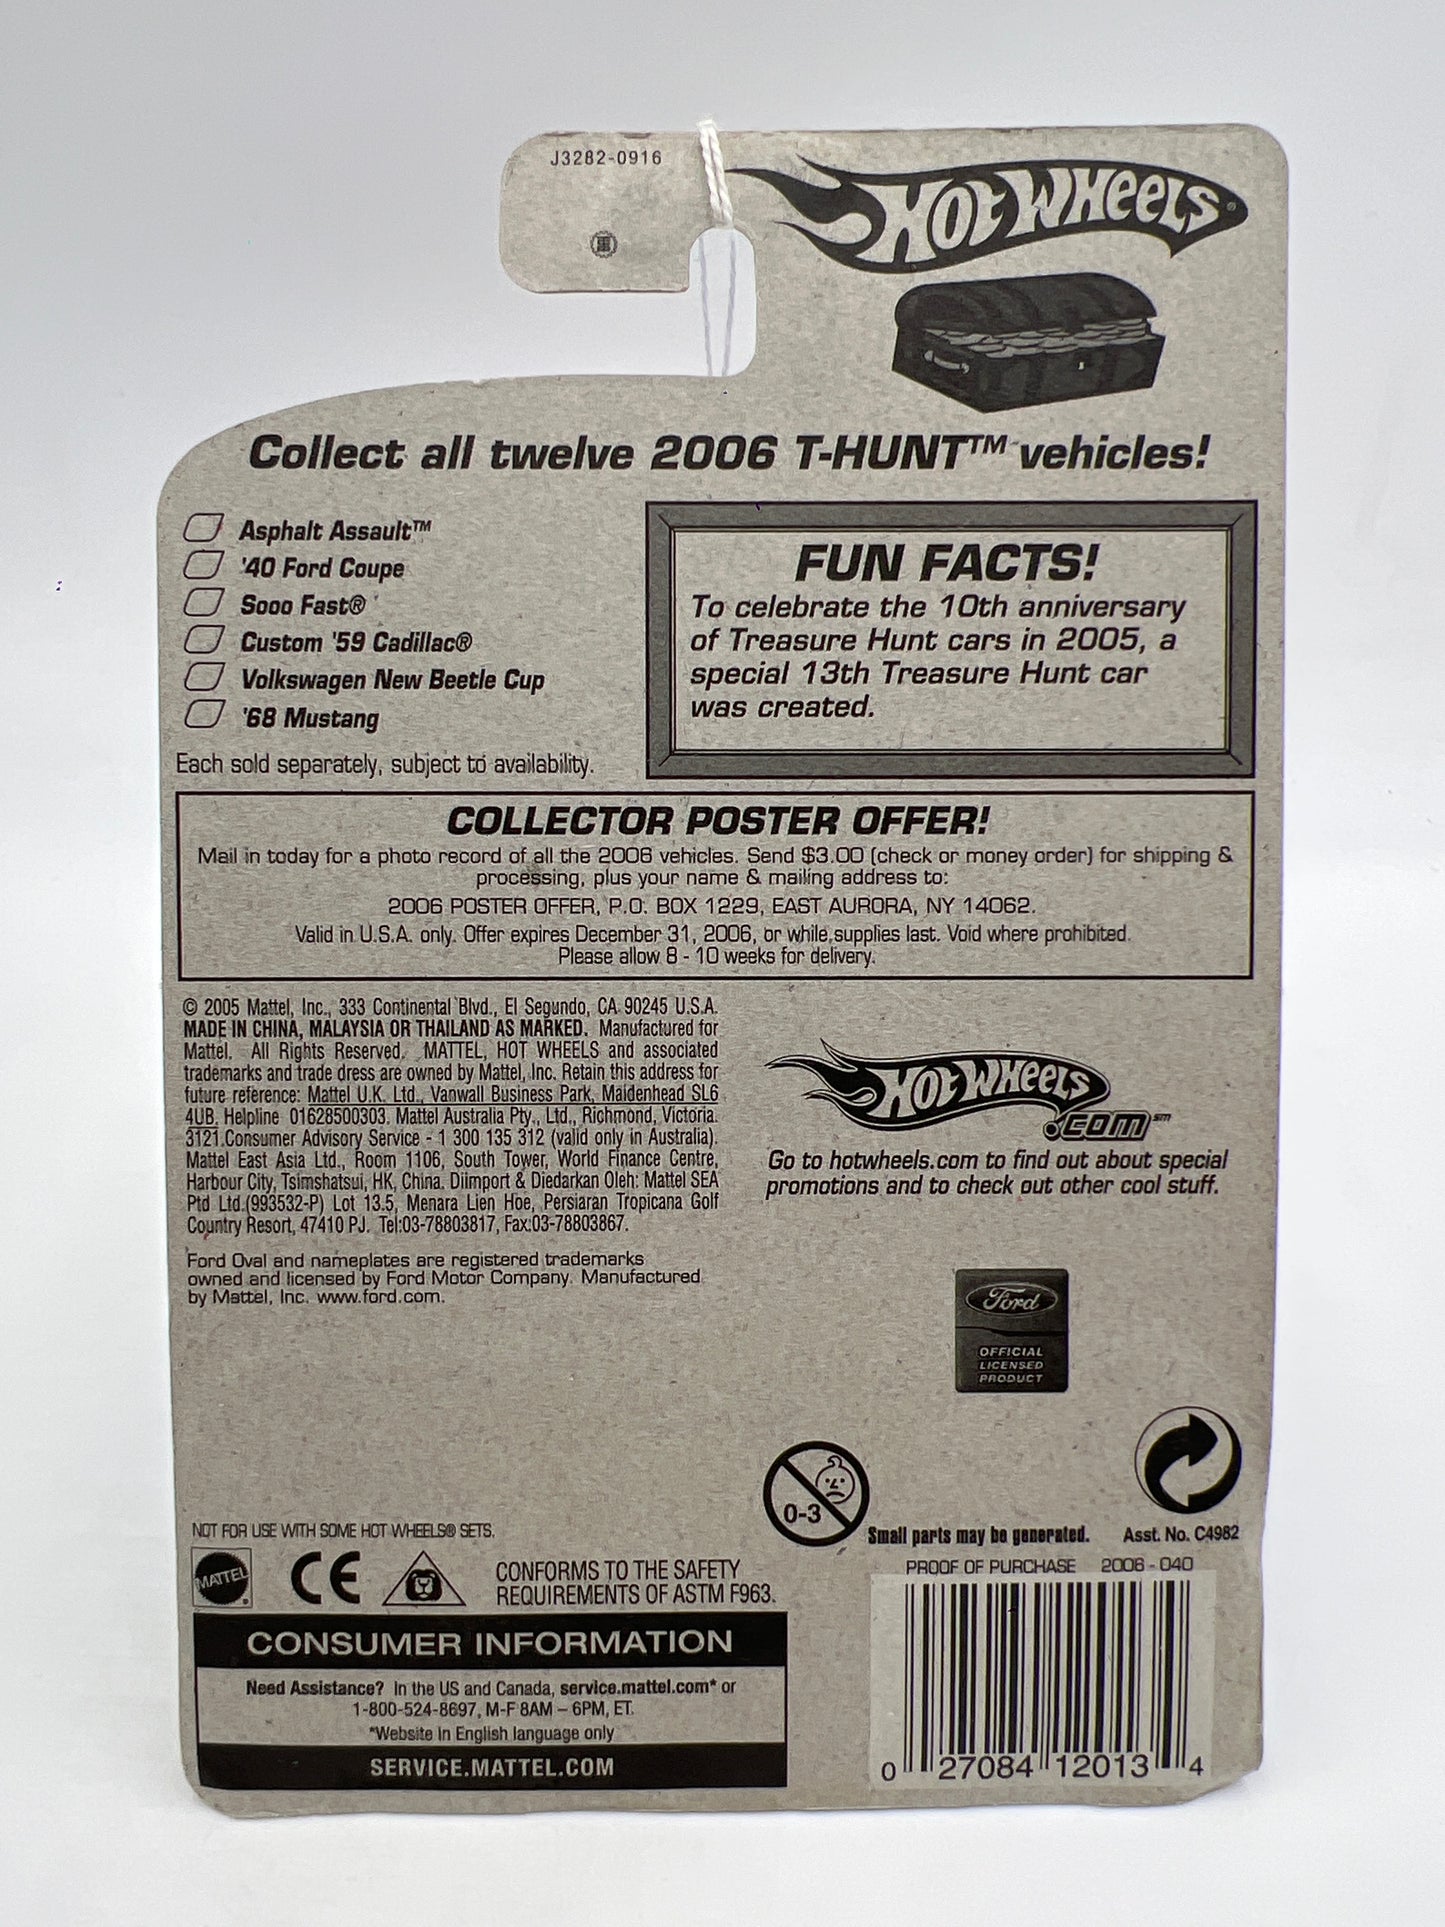 J3282-0916
HOT WHEELS®
Collect all twelve 2006 T-HUNT™ vehicles!
Asphalt Assault™
'40 Ford Coupe
Sooo Fast®
Custom '59 Cadillac®
Volkswagen New Beetle Cup
'68 Mustang
Each sold separately, subject to availability.
FUN FACTS!
To celebrate the 10th anniversary
of Treasure Hunt cars in 2005, a
special 13th Treasure Hunt car
was created.
COLLECTOR POSTER OFFER!
Mail in today for a photo record of all the 2006 vehicles. Send $3.00 (check or money order) for shipping &
processing, plus your name & mailing address to:
2006 POSTER OFFER, P.O. BOX 1229, EAST AURORA, NY 14062.
Valid in U.S.A. only. Offer expires December 31, 2006, or while supplies last. Void where prohibited.
Please allow 8 - 10 weeks for delivery.
© 2005 Mattel, Inc., 333 Continental Blvd., El Segundo, CA 90245 U.S.A.
MADE IN CHINA, MALAYSIA OR THAILAND AS MARKED. Manufactured for
Mattel. All Rights Reserved. MATTEL, HOT WHEELS and associated
trademarks and trade dress are owned by Mattel, Inc. Retain this address for
future reference: Mattel U.K. Ltd., Vanwall Business Park, Maidenhead SL6
4UB. Helpline 01628500303. Mattel Australia Pty., Ltd., Richmond, Victoria.
3121.Consumer Advisory Service - 1 300 135 312 (valid only in Australia).
Mattel East Asia Ltd., Room 1106, South Tower, World Finance Centre,
Harbour City, Tsimshatsui, HK, China. Diimport & Diedarkan Oleh: Mattel SEA
Ptd Ltd.(993532-P) Lot 13.5, Menara Lien Hoe, Persiaran Tropicana Golf
Country Resort, 47410 PJ. Tel:03-78803817, Fax:03-78803867.
Ford Oval and nameplates are registered trademarks
owned and licensed by Ford Motor Company. Manufactured
by Mattel, Inc. www.ford.com.
HOT WHEELS
.COM℠
Go to hotwheels.com to find out about special
promotions and to check out other cool stuff.
Ford
OFFICIAL
LICENSED
PRODUCT
0-3
Small parts may be generated.
Asst. No. C4982
NOT FOR USE WITH SOME HOT WHEELS® SETS.
MATTEL®
CE
CONFORMS TO THE SAFETY
REQUIREMENTS OF ASTM F963.
CONSUMER INFORMATION
Need Assistance? In the US and Canada, service.mattel.com* or
1-800-524-8697, M-F 8AM – 6PM, ET.
*Website in English language only
SERVICE.MATTEL.COM
PROOF OF PURCHASE 2006 - 040
0 27084 12013 4